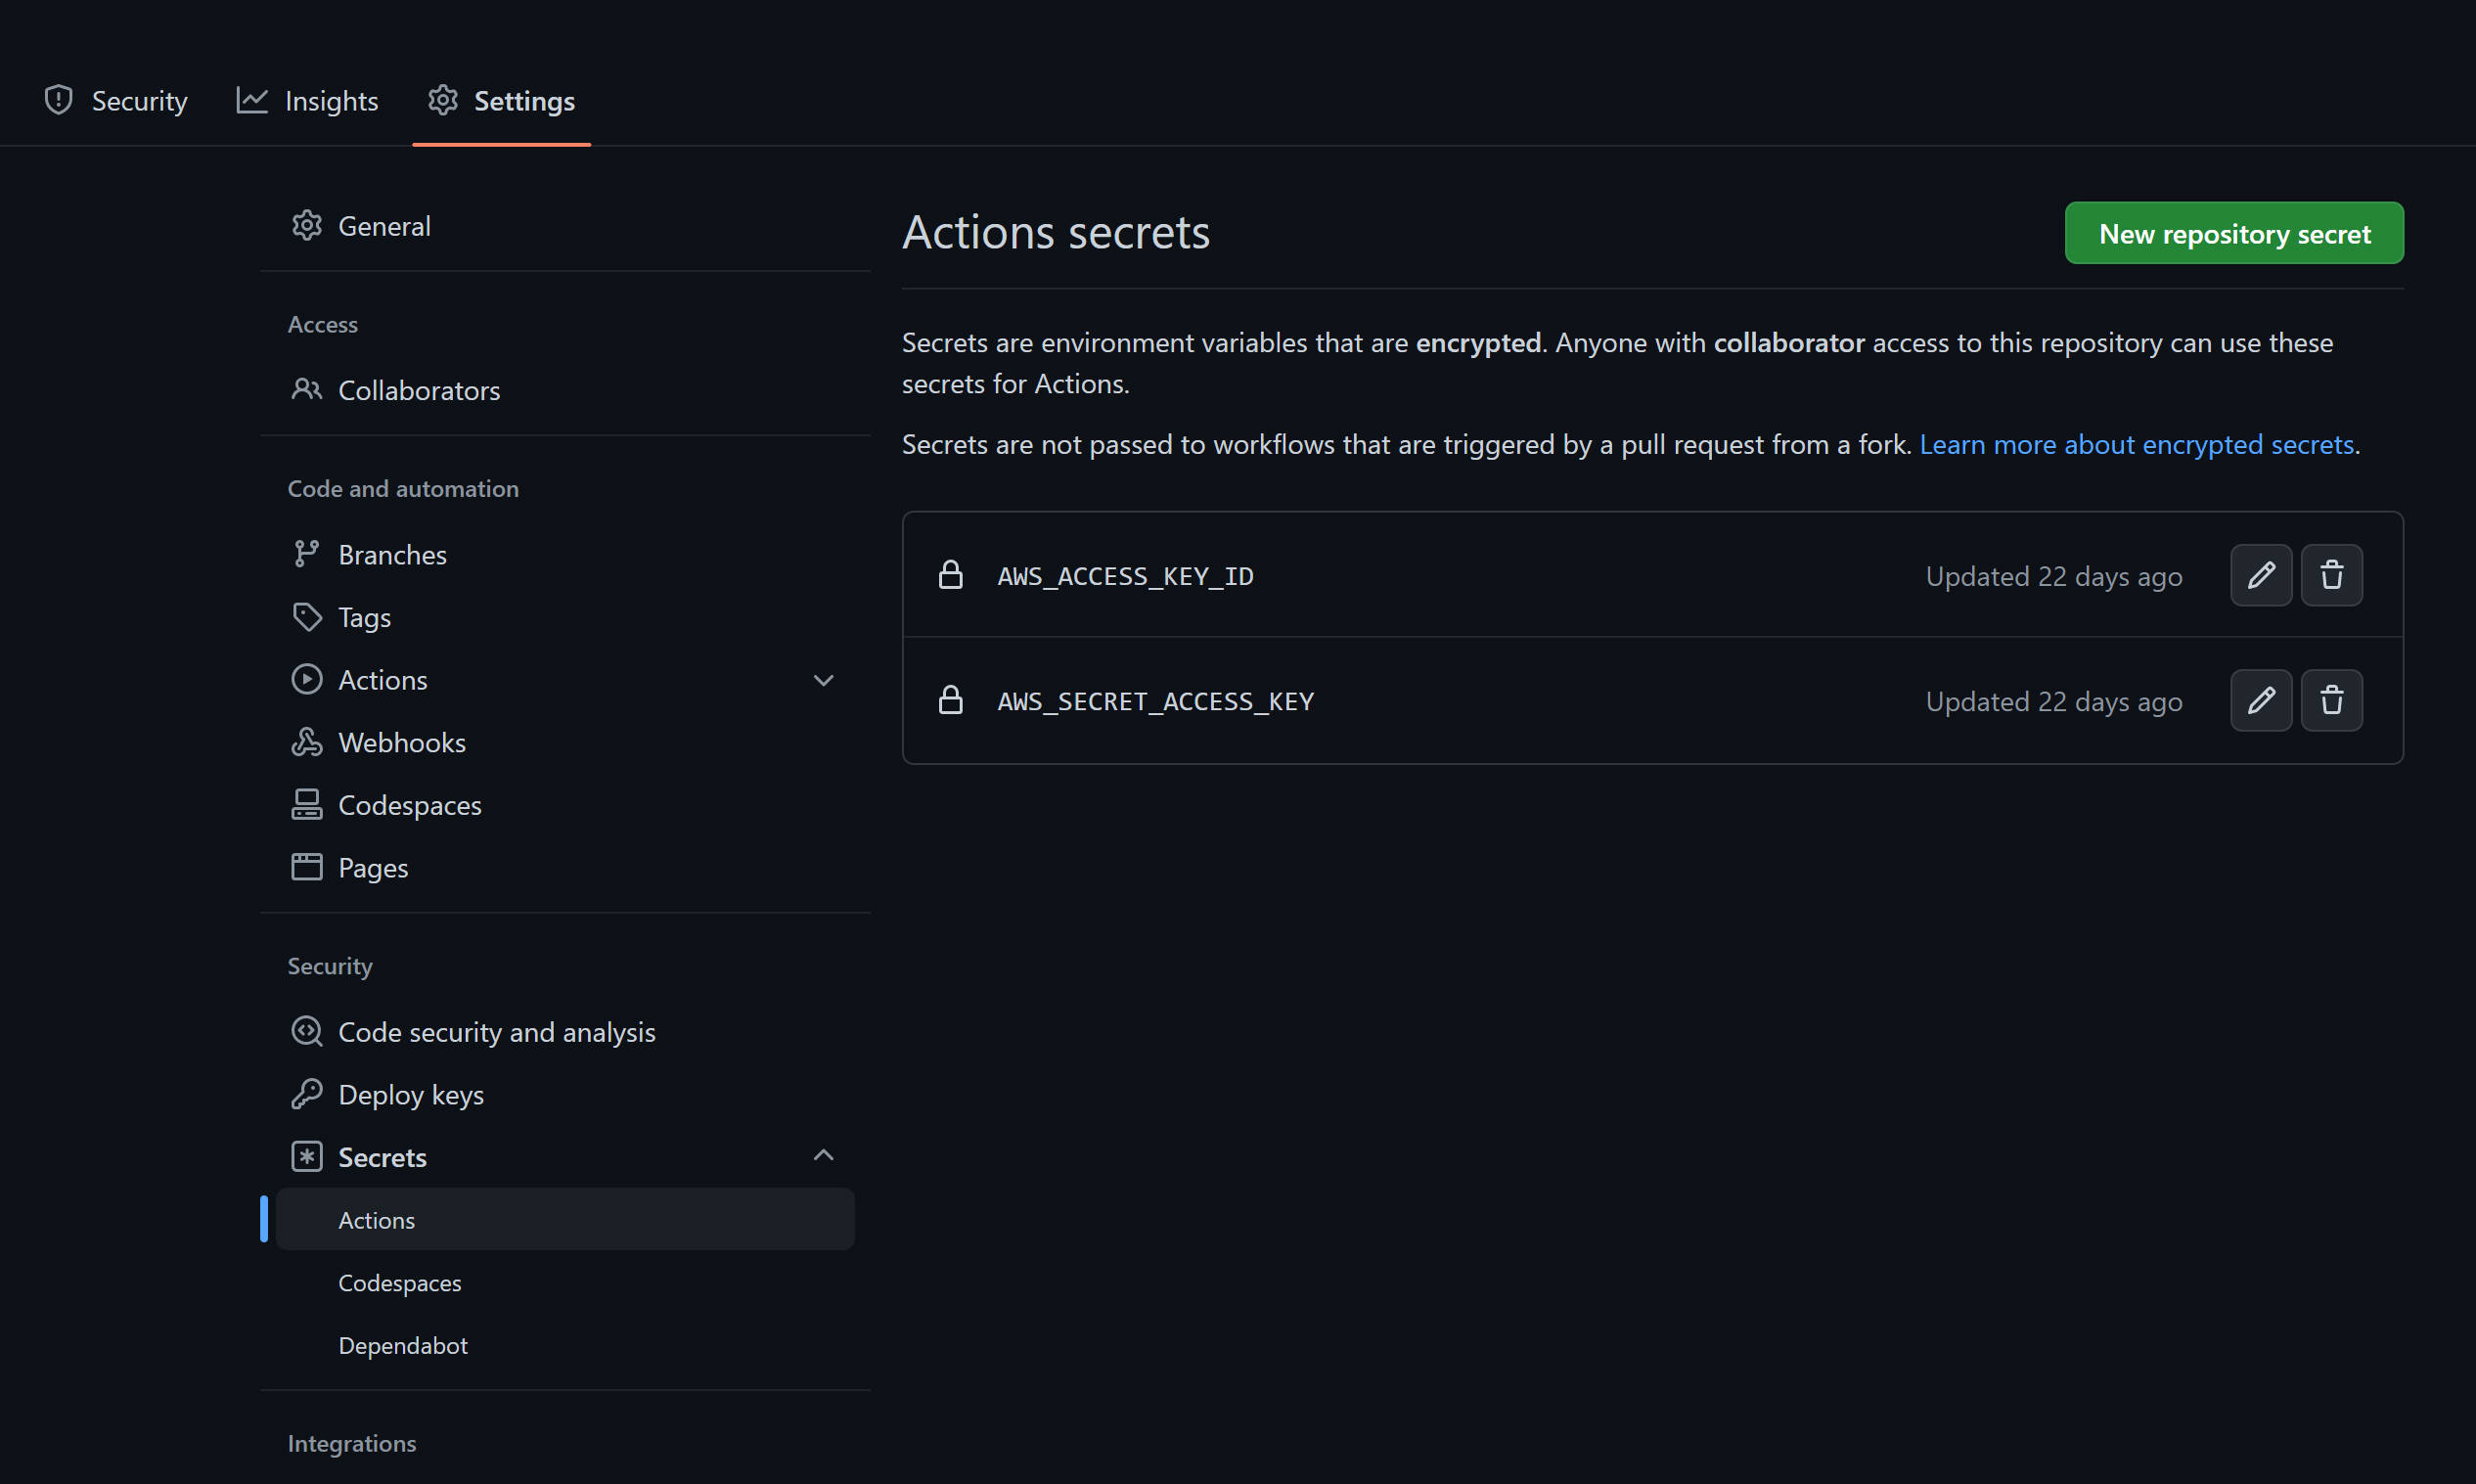 Security Insights Settings
General
Access
Collaborators
Code and automation
Branches
Tags
Actions
Webhooks
Codespaces
Pages
Security
Code security and analysis
Deploy keys
Secrets
Actions
Codespaces
Dependabot
Integrations
Actions secrets
New repository secret
Secrets are environment variables that are encrypted. Anyone with collaborator access to this repository can use these
secrets for Actions.
Secrets are not passed to workflows that are triggered by a pull request from a fork. Learn more about encrypted secrets.
AWS_ACCESS_KEY_ID Updated 22 days ago
AWS_SECRET_ACCESS_KEY Updated 22 days ago